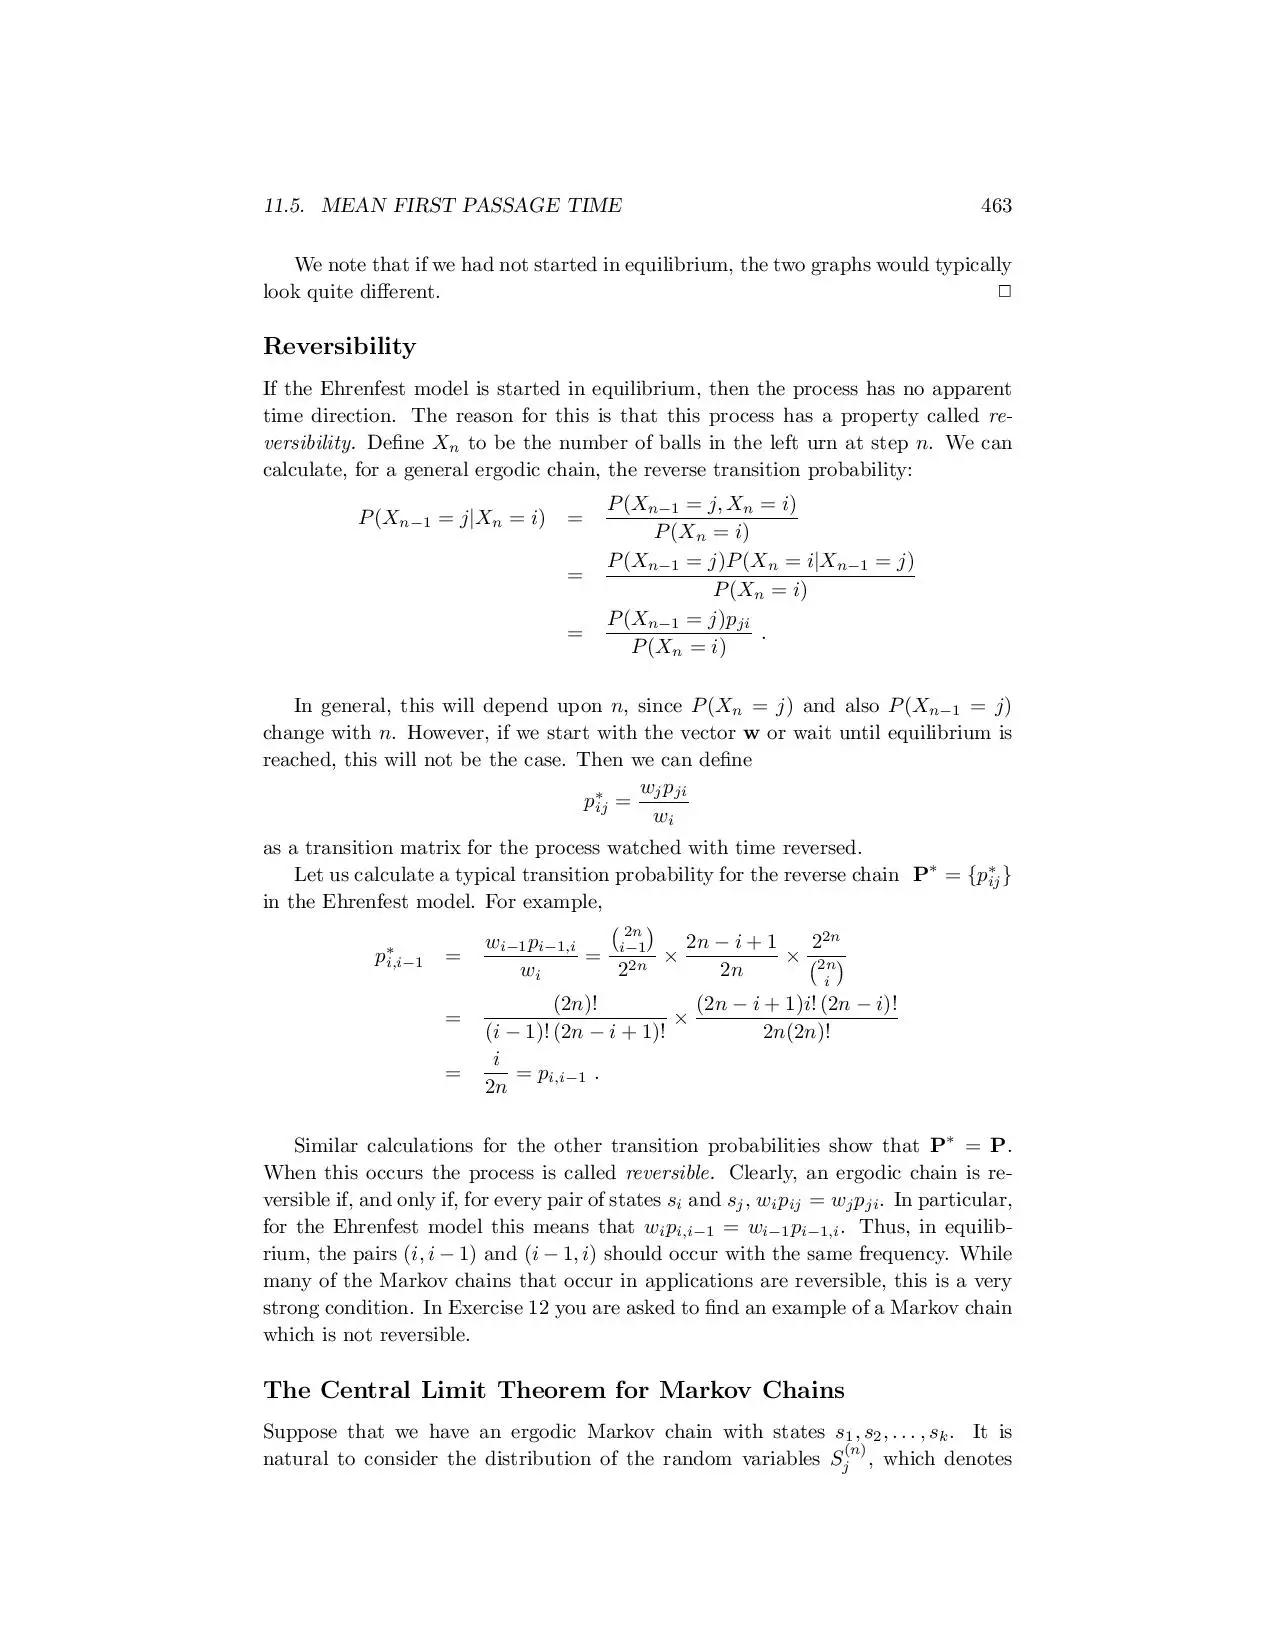 11.5. MEAN FIRST PASSAGE TIME 463
We note that if we had not started in equilibrium, the two graphs would typically
look quite different. □
Reversibility
If the Ehrenfest model is started in equilibrium, then the process has no apparent
time direction. The reason for this is that this process has a property called re-
versibility. Define X_n to be the number of balls in the left urn at step n. We can
calculate, for a general ergodic chain, the reverse transition probability:
P(X_{n−1} = j|X_n = i) = \frac{P(X_{n−1} = j, X_n = i)}{P(X_n = i)}
= \frac{P(X_{n−1} = j)P(X_n = i|X_{n−1} = j)}{P(X_n = i)}
= \frac{P(X_{n−1} = j)p_{ji}}{P(X_n = i)} .
In general, this will depend upon n, since P(X_n = j) and also P(X_{n−1} = j)
change with n. However, if we start with the vector w or wait until equilibrium is
reached, this will not be the case. Then we can define
p^*_{ij} = \frac{w_j p_{ji}}{w_i}
as a transition matrix for the process watched with time reversed.
Let us calculate a typical transition probability for the reverse chain P^* = {p^*_{ij}}
in the Ehrenfest model. For example,
p^*_{i,i−1} = \frac{w_{i−1}p_{i−1,i}}{w_i} = \frac{\binom{2n}{i−1}}{2^{2n}} × \frac{2n − i + 1}{2n} × \frac{2^{2n}}{\binom{2n}{i}}
= \frac{(2n)!}{(i − 1)! (2n − i + 1)!} × \frac{(2n − i + 1)i! (2n − i)!}{2n(2n)!}
= \frac{i}{2n} = p_{i,i−1} .
Similar calculations for the other transition probabilities show that P^* = P.
When this occurs the process is called reversible. Clearly, an ergodic chain is re-
versible if, and only if, for every pair of states s_i and s_j, w_i p_{ij} = w_j p_{ji}. In particular,
for the Ehrenfest model this means that w_i p_{i,i−1} = w_{i−1} p_{i−1,i}. Thus, in equilib-
rium, the pairs (i, i − 1) and (i − 1, i) should occur with the same frequency. While
many of the Markov chains that occur in applications are reversible, this is a very
strong condition. In Exercise 12 you are asked to find an example of a Markov chain
which is not reversible.
The Central Limit Theorem for Markov Chains
Suppose that we have an ergodic Markov chain with states s_1, s_2, . . . , s_k. It is
natural to consider the distribution of the random variables S_j^{(n)}, which denotes